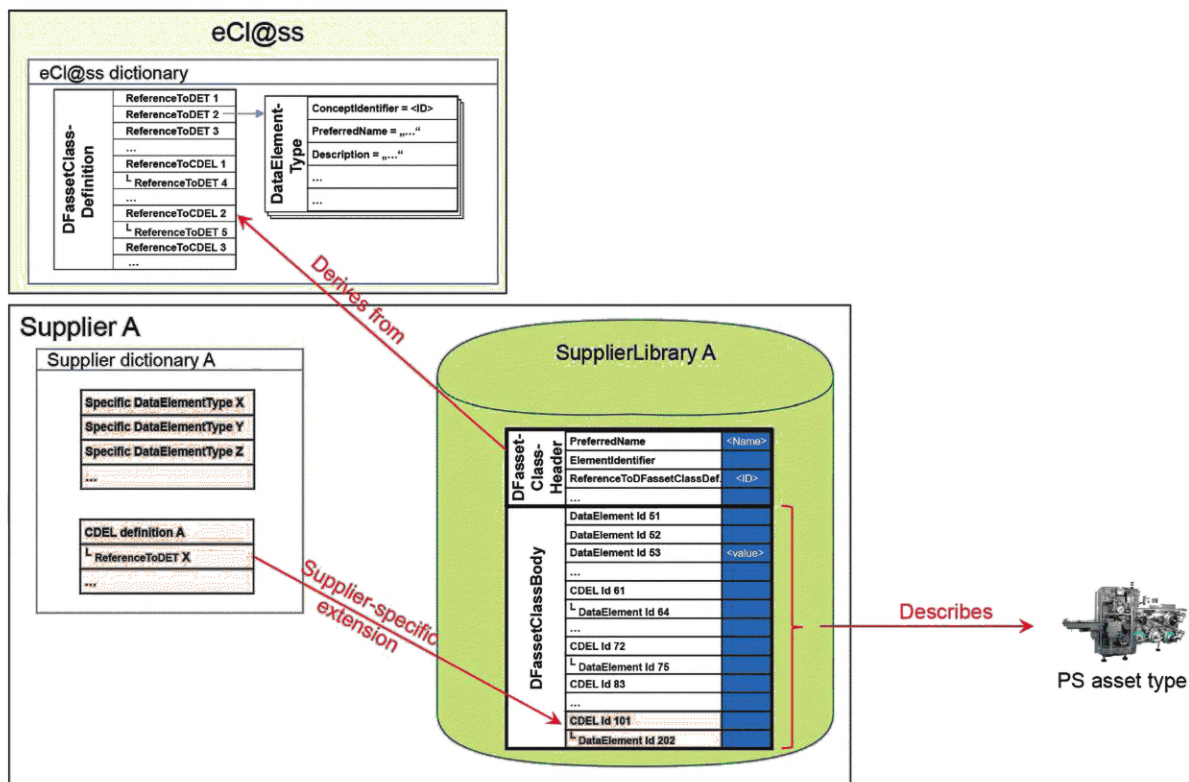 eCl@ss
eCl@ss dictionary
DFassetClass-
Definition
ReferenceToDET 1
ReferenceToDET 2
ReferenceToDET 3
...
ReferenceToCDEL 1
└ ReferenceToDET 4
...
ReferenceToCDEL 2
└ ReferenceToDET 5
ReferenceToCDEL 3
...
DataElement-
Type
ConceptIdentifier = <ID>
PreferredName = „...“
Description = „...“
...
...
Derives from
Supplier A
Supplier dictionary A
Specific DataElementType X
Specific DataElementType Y
Specific DataElementType Z
...
CDEL definition A
└ ReferenceToDET X
...
Supplier-specific
extension
SupplierLibrary A
DFasset-
Class-
Header
PreferredName <Name>
ElementIdentifier
ReferenceToDFassetClassDef. <ID>
...
DFassetClassBody
DataElement Id 51
DataElement Id 52
DataElement Id 53 <value>
...
CDEL Id 61
└ DataElement Id 64
...
CDEL Id 72
└ DataElement Id 75
CDEL Id 83
...
CDEL Id 101
└ DataElement Id 202
Describes
PS asset type